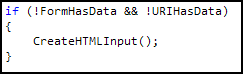 if (!FormHasData && !URIHasData)
{
    CreateHTMLInput();
}